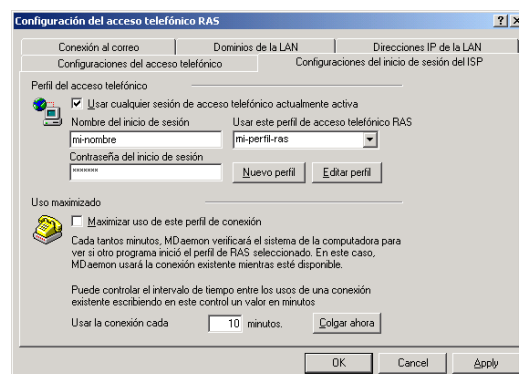 Configuración del acceso telefónico RAS
Conexión al correo
Dominios de la LAN
Direcciones IP de la LAN
Configuraciones del acceso telefónico
Configuraciones del inicio de sesión del ISP
Perfil del acceso telefónico
Usar cualquier sesión de acceso telefónico actualmente activa
Nombre del inicio de sesión
Usar este perfil de acceso telefónico RAS
mi-nombre
mi-perfil-ras
Contraseña del inicio de sesión
*******
Nuevo perfil
Editar perfil
Uso maximizado
Maximizar uso de este perfil de conexión
Cada tantos minutos, MDaemon verificará el sistema de la computadora para
ver si otro programa inició el perfil de RAS seleccionado. En este caso,
MDaemon usará la conexión existente mientras esté disponible.
Puede controlar el intervalo de tiempo entre los usos de una conexión
existente escribiendo en este control un valor en minutos
Usar la conexión cada 10 minutos.
Colgar ahora
OK
Cancel
Apply